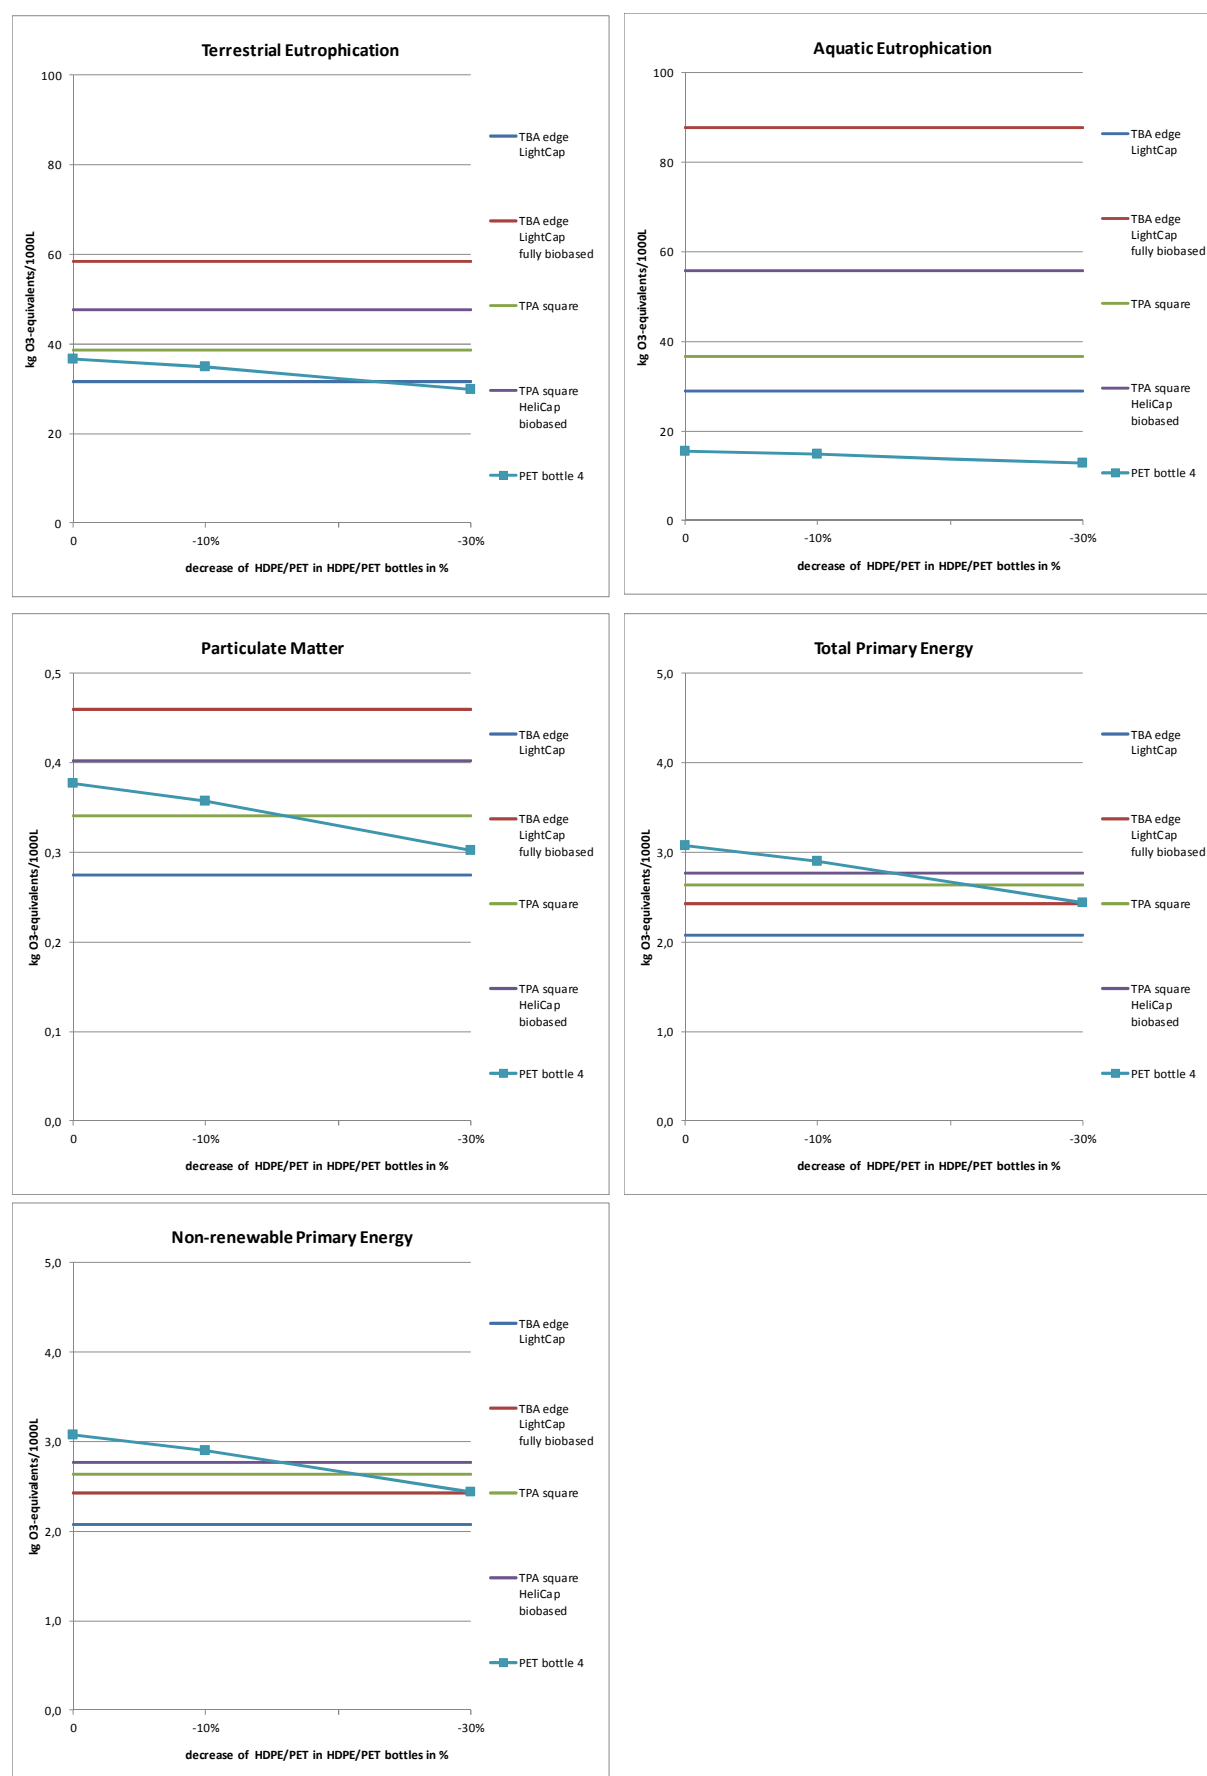 Terrestrial Eutrophication
100
80
60
40
20
0
kg O3-equivalents/1000L
0
-10%
-30%
decrease of HDPE/PET in HDPE/PET bottles in %
TBA edge
LightCap
TBA edge
LightCap
fully biobased
TPA square
TPA square
HeliCap
biobased
PET bottle 4
Aquatic Eutrophication
100
80
60
40
20
0
kg O3-equivalents/1000L
0
-10%
-30%
decrease of HDPE/PET in HDPE/PET bottles in %
TBA edge
LightCap
TBA edge
LightCap
fully biobased
TPA square
TPA square
HeliCap
biobased
PET bottle 4
Particulate Matter
0,5
0,4
0,3
0,2
0,1
0,0
kg O3-equivalents/1000L
0
-10%
-30%
decrease of HDPE/PET in HDPE/PET bottles in %
TBA edge
LightCap
TBA edge
LightCap
fully biobased
TPA square
TPA square
HeliCap
biobased
PET bottle 4
Total Primary Energy
5,0
4,0
3,0
2,0
1,0
0,0
kg O3-equivalents/1000L
0
-10%
-30%
decrease of HDPE/PET in HDPE/PET bottles in %
TBA edge
LightCap
TBA edge
LightCap
fully biobased
TPA square
TPA square
HeliCap
biobased
PET bottle 4
Non-renewable Primary Energy
5,0
4,0
3,0
2,0
1,0
0,0
kg O3-equivalents/1000L
0
-10%
-30%
decrease of HDPE/PET in HDPE/PET bottles in %
TBA edge
LightCap
TBA edge
LightCap
fully biobased
TPA square
TPA square
HeliCap
biobased
PET bottle 4